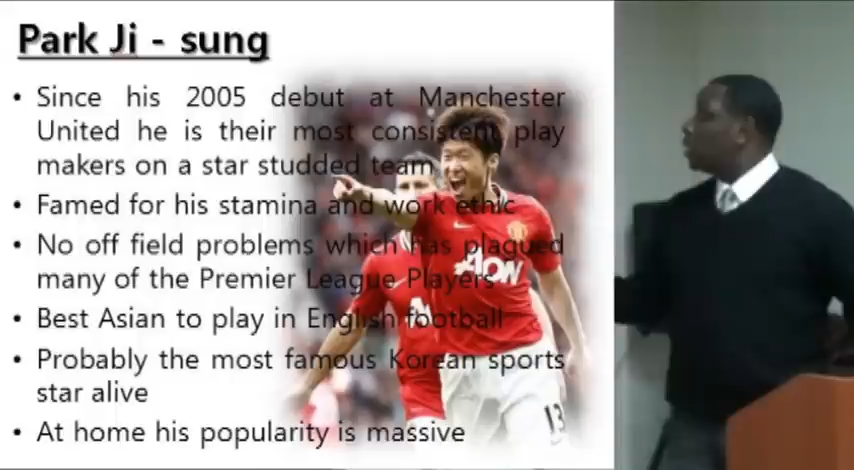 Park Ji - sung
• Since his 2005 debut at Manchester
United he is their most consistent play
makers on a star studded team
• Famed for his stamina and work ethic
• No off field problems which has plagued
many of the Premier League Players
• Best Asian to play in English football
• Probably the most famous Korean sports
star alive
• At home his popularity is massive
AON
A
13